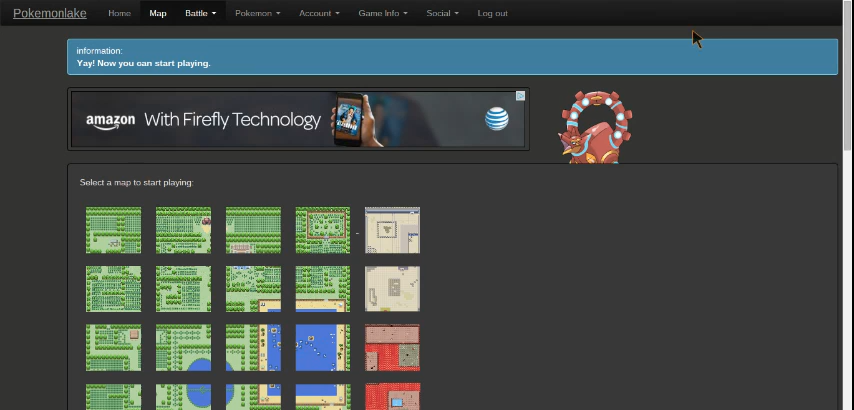 Pokemonlake Home Map Battle Pokemon Account Game Info Social Log out
information:
Yay! Now you can start playing.
amazon With Firefly Technology
Select a map to start playing: